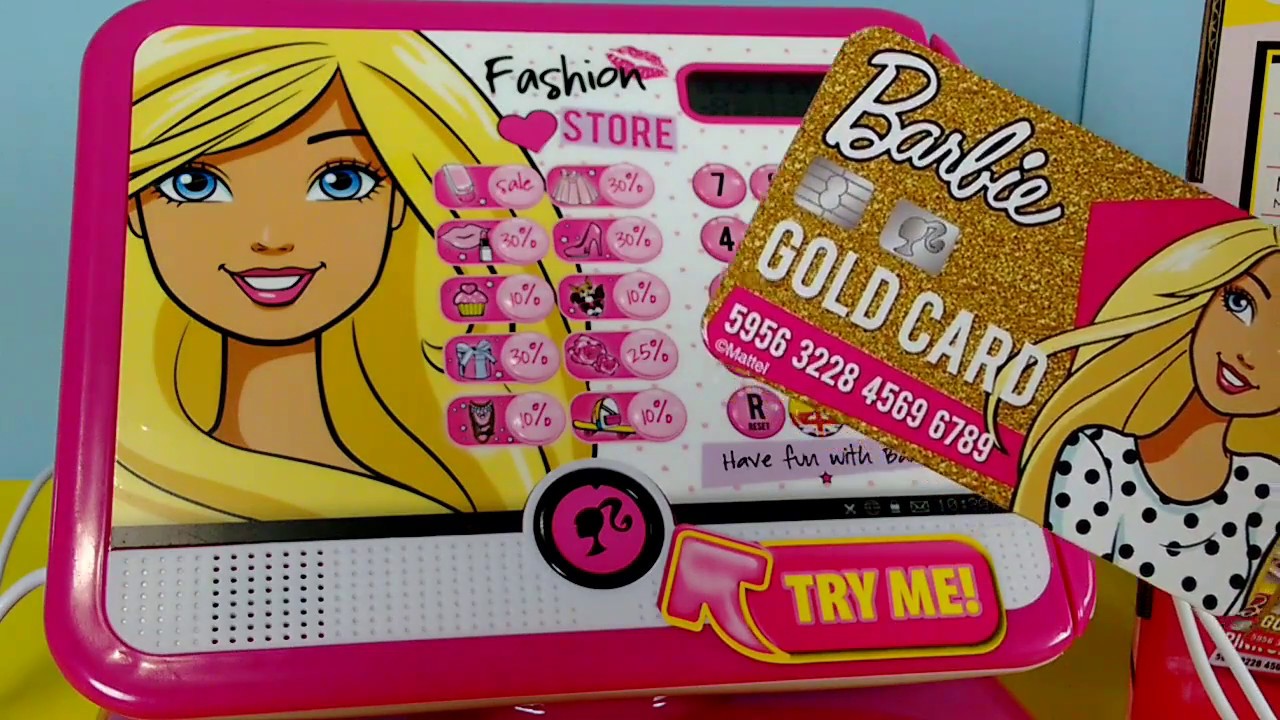 Fashion
STORE
sale 30%
30% 30%
10% 10%
30% 25%
10% 10%
7
4
R
RESET
Have fun with
TRY ME!
Barbie
GOLD CARD
5956 3228 4569 6789
©Mattel